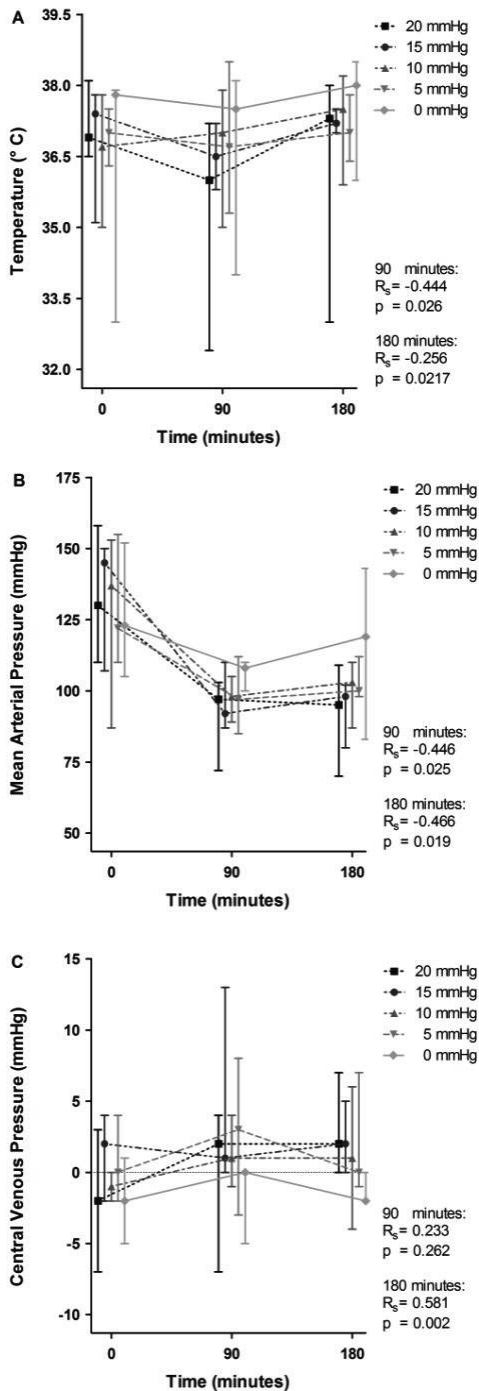 A
39.5
38.0
36.5
35.0
33.5
32.0
Temperature (° C)
0
90
180
Time (minutes)
20 mmHg
15 mmHg
10 mmHg
5 mmHg
0 mmHg
90 minutes:
Rs= -0.444
p = 0.026
180 minutes:
Rs= -0.256
p = 0.0217
B
175
150
125
100
75
50
Mean Arterial Pressure (mmHg)
0
90
180
Time (minutes)
20 mmHg
15 mmHg
10 mmHg
5 mmHg
0 mmHg
90 minutes:
Rs= -0.446
p = 0.025
180 minutes:
Rs= -0.466
p = 0.019
C
15
10
5
0
-5
-10
Central Venous Pressure (mmHg)
0
90
180
Time (minutes)
20 mmHg
15 mmHg
10 mmHg
5 mmHg
0 mmHg
90 minutes:
Rs= 0.233
p = 0.262
180 minutes:
Rs= 0.581
p = 0.002